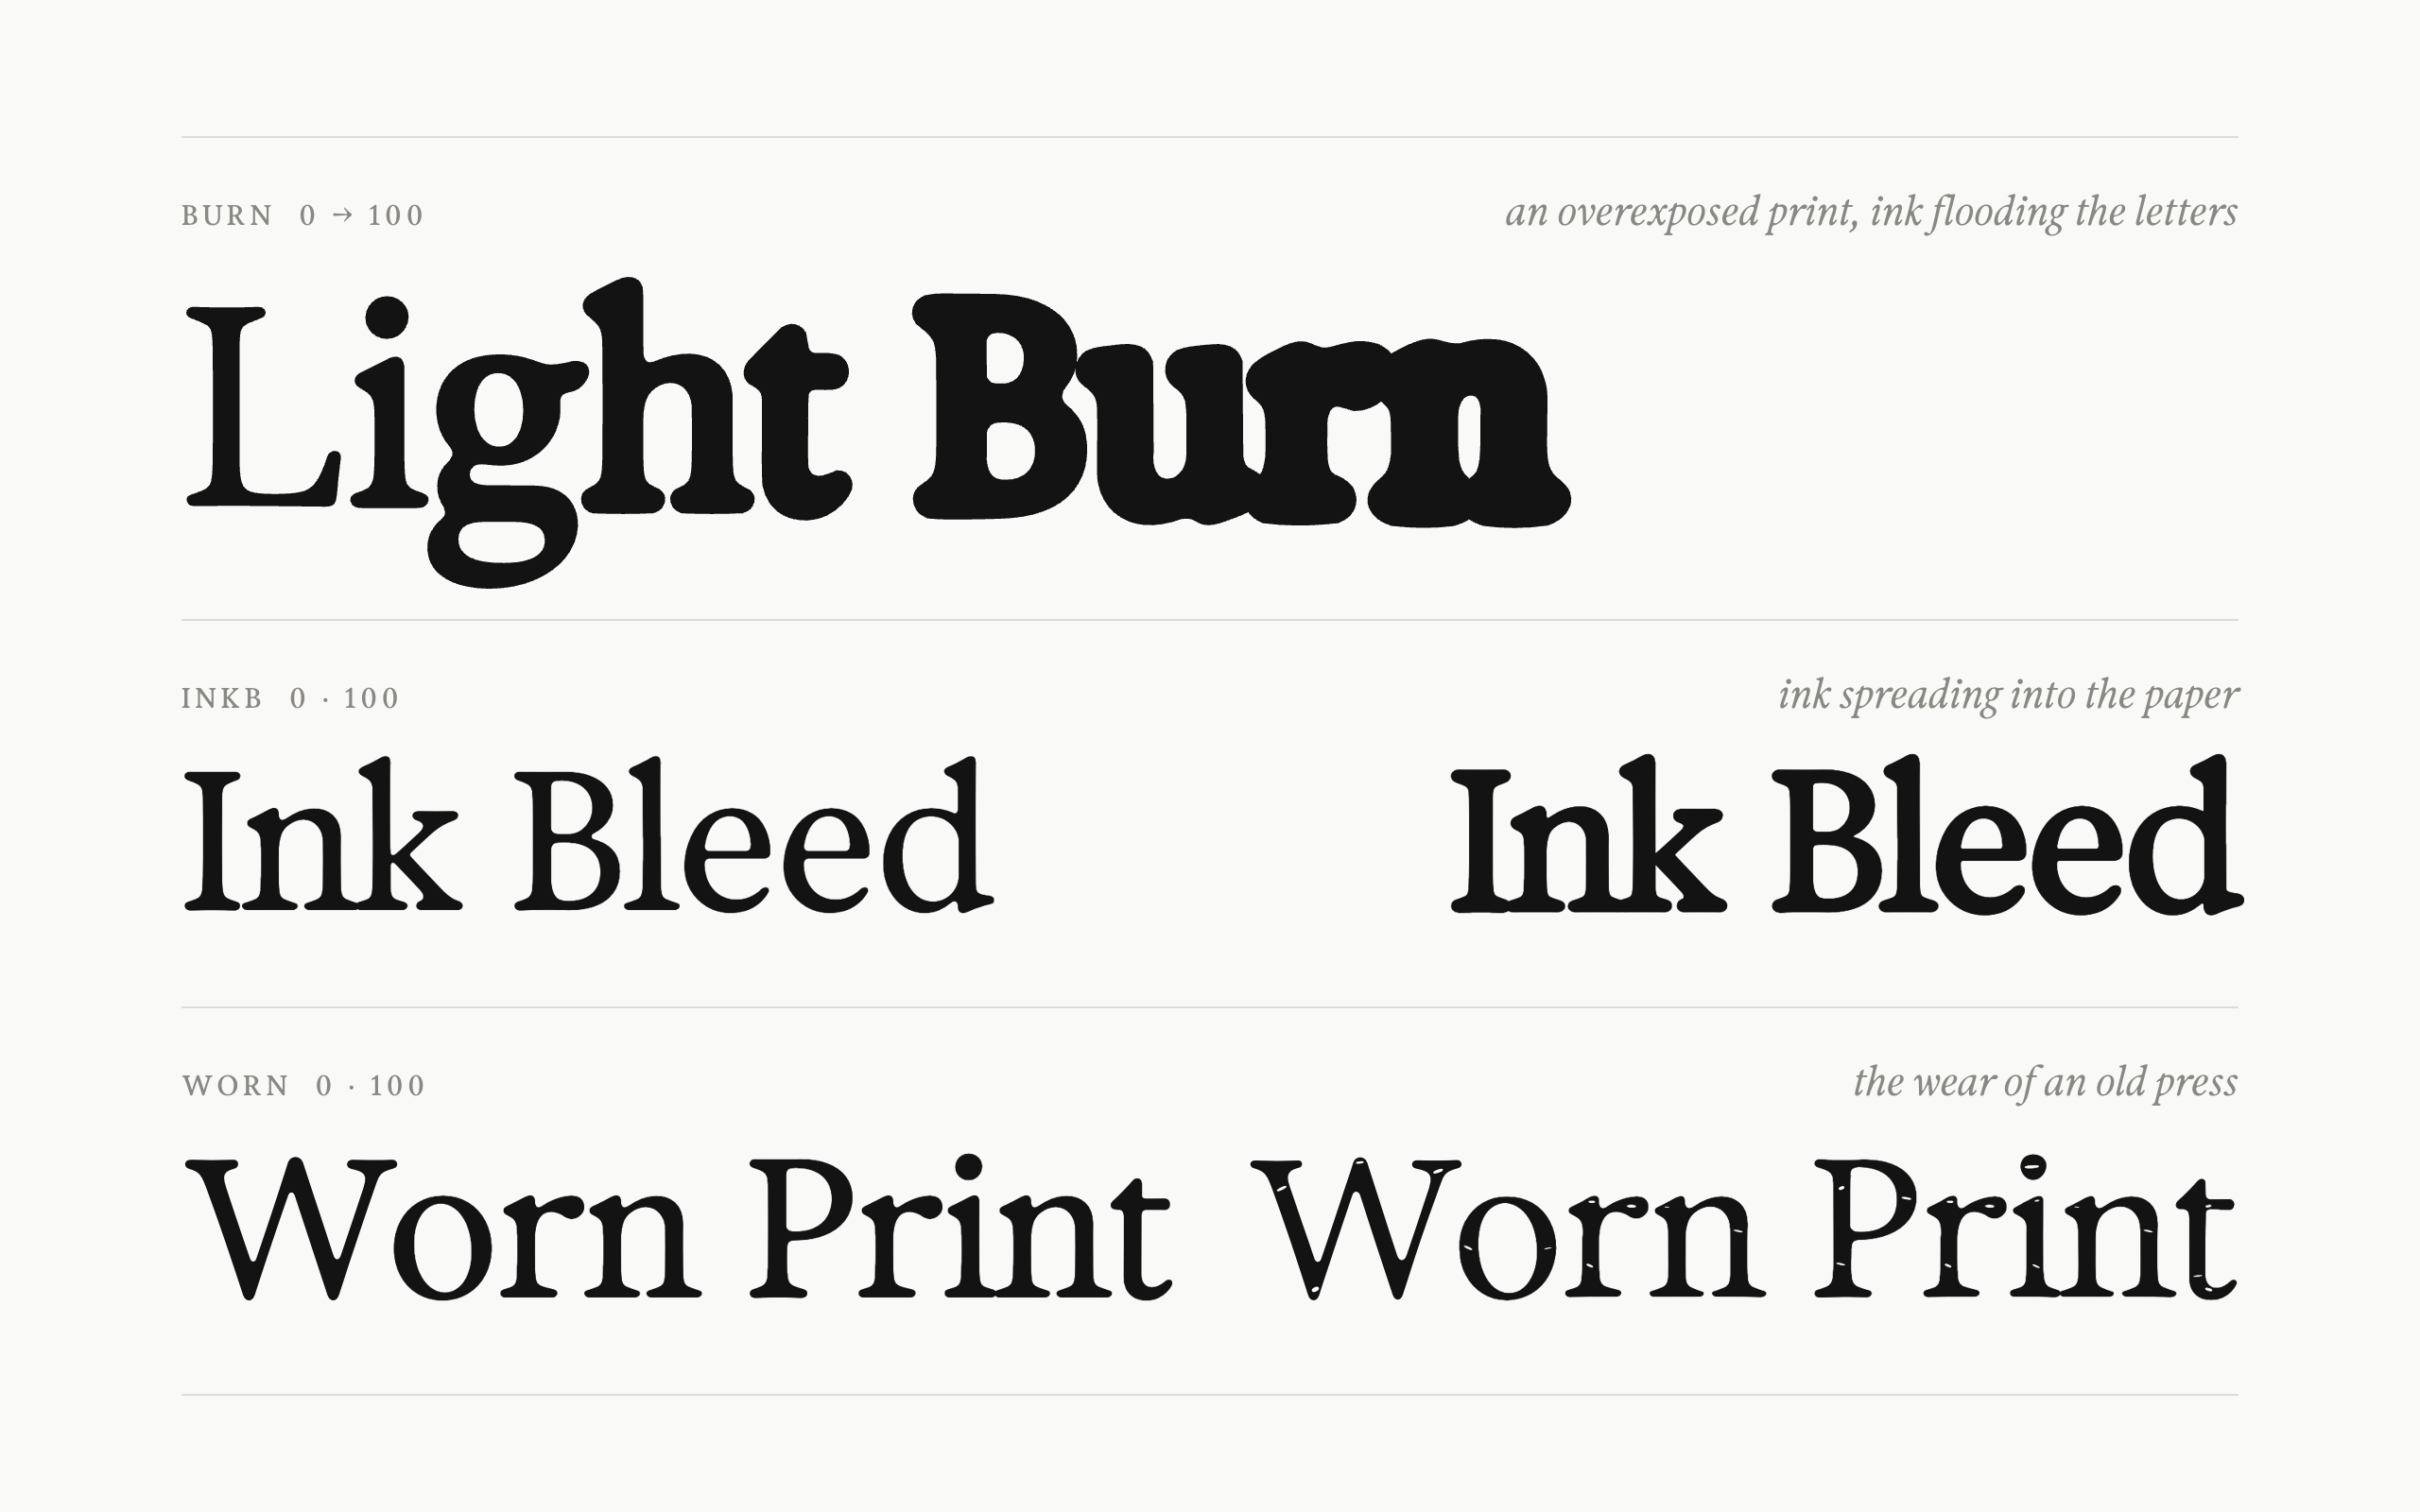 BURN 0 → 100
an overexposed print, ink flooding the letters
Light Burn
INKB 0 · 100
ink spreading into the paper
Ink Bleed Ink Bleed
WORN 0 · 100
the wear of an old press
Worn Print Worn Print